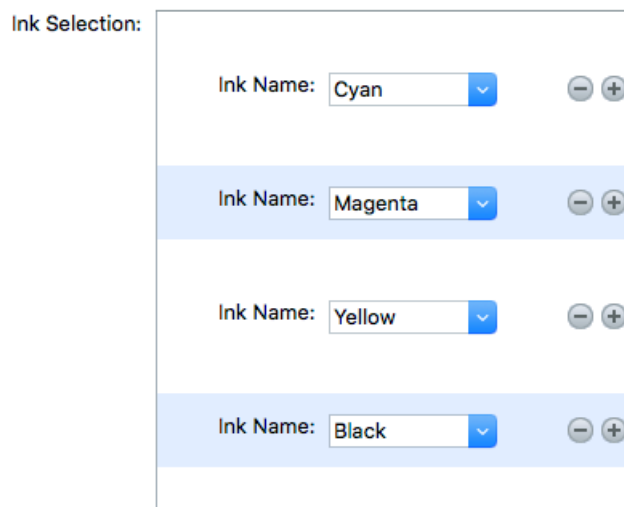 Ink Selection:
Ink Name: Cyan
Ink Name: Magenta
Ink Name: Yellow
Ink Name: Black